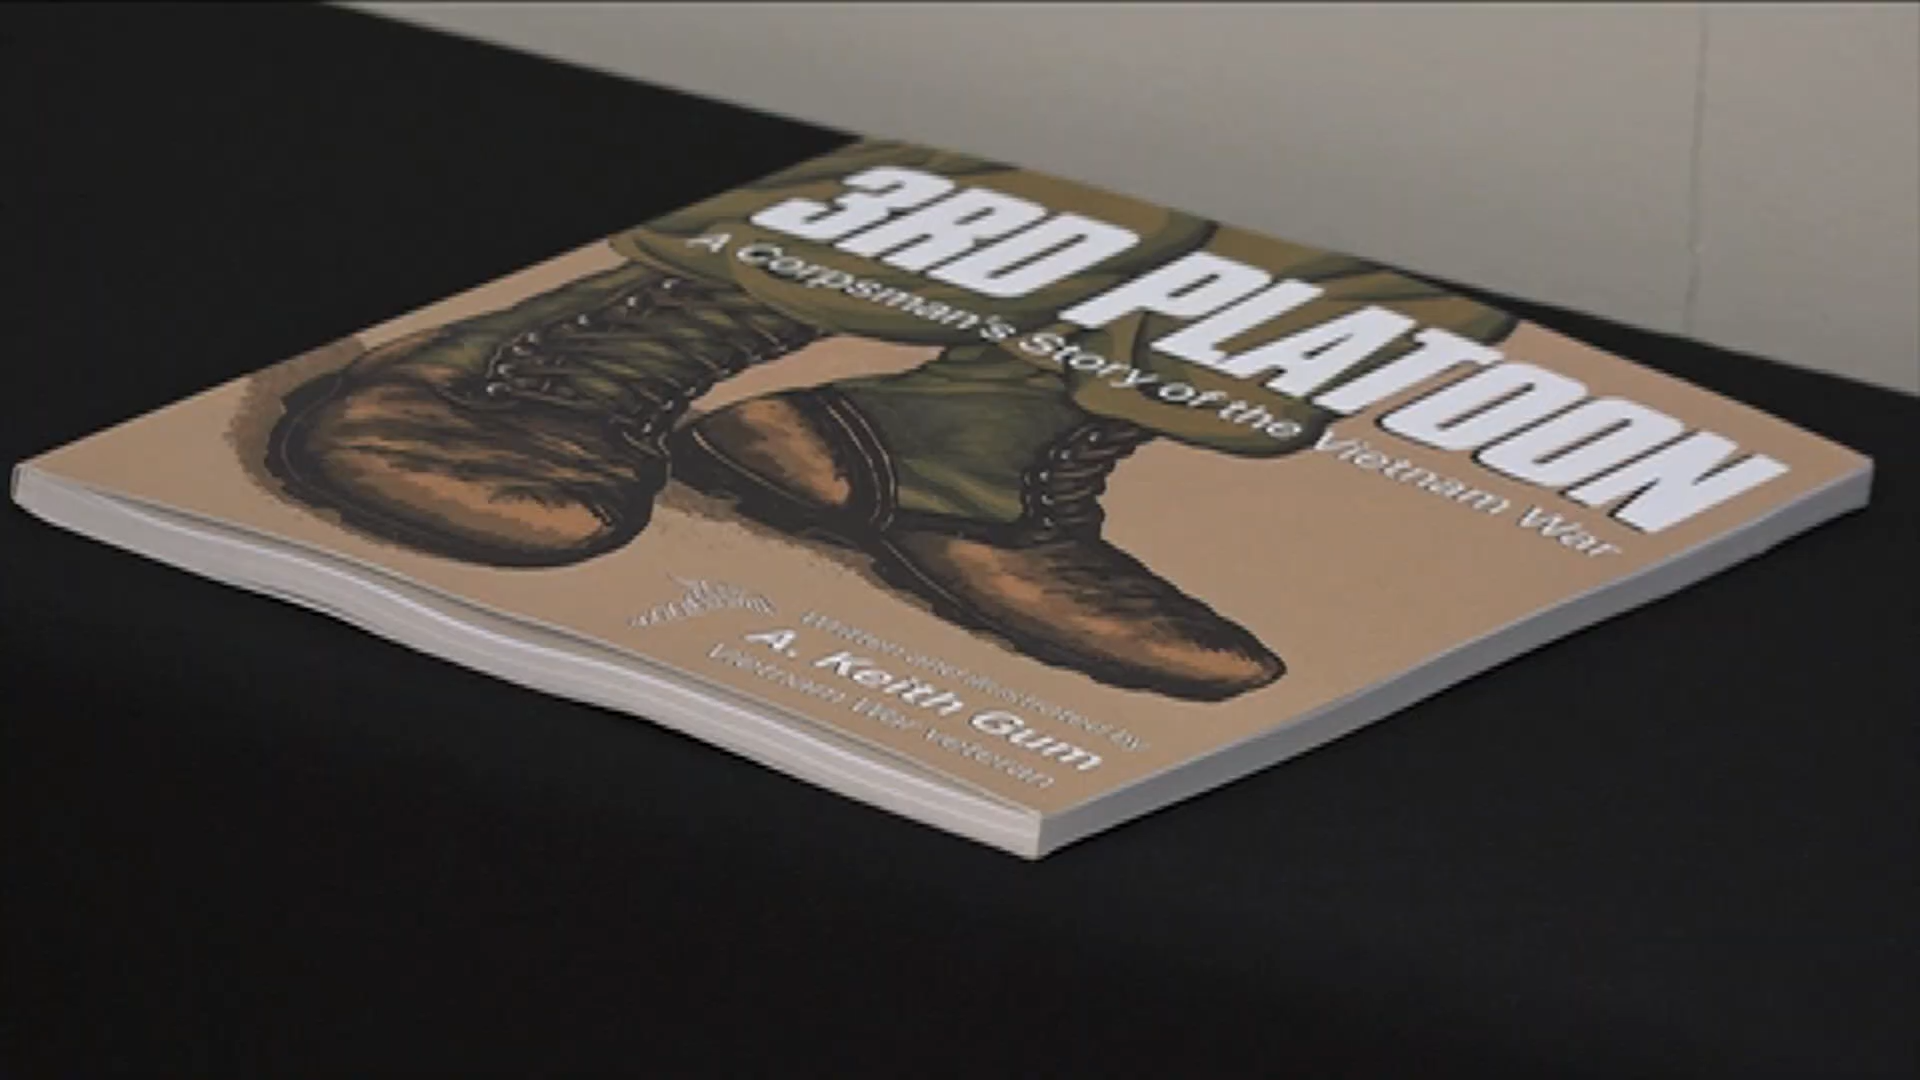 3RD PLATOON
A Corpsman's Story of the Vietnam War
Written and illustrated by
A. Keith Gum
Vietnam War veteran